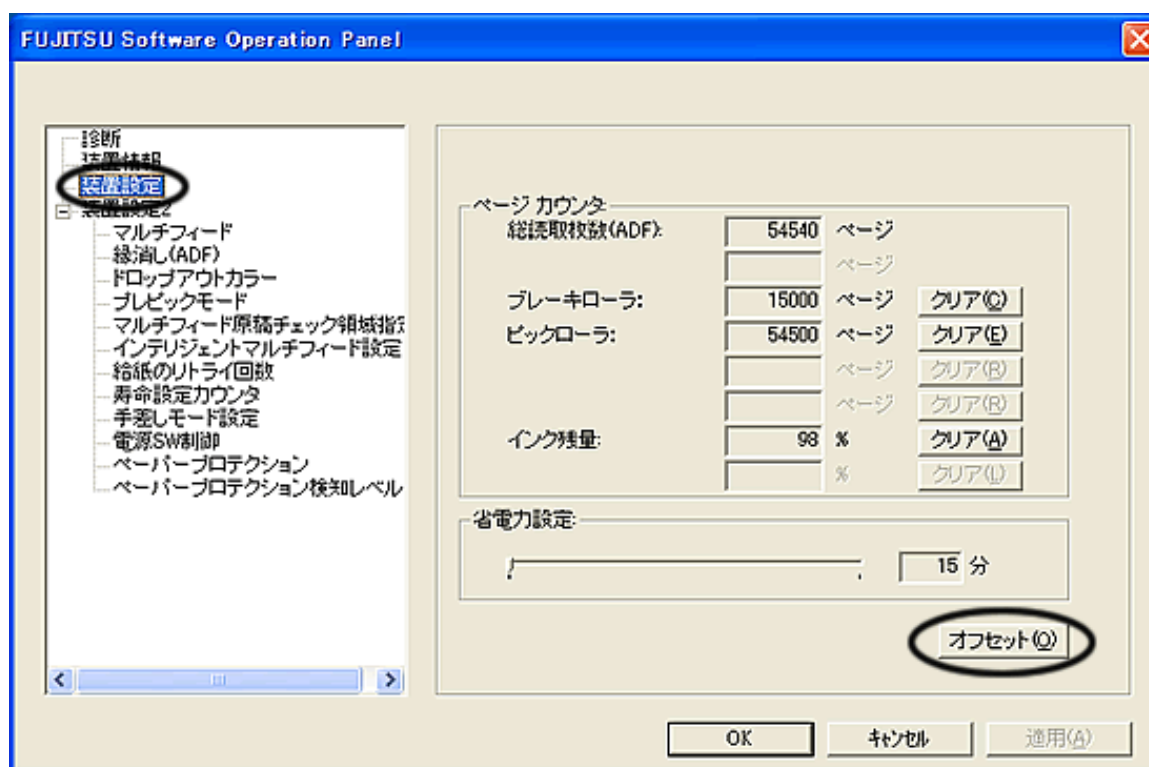 FUJITSU Software Operation Panel
診断
装置情報
装置設定
装置設定2
マルチフィード
縁消し(ADF)
ドロップアウトカラー
プレピックモード
マルチフィード原稿チェック領域指定
インテリジェントマルチフィード設定
給紙のリトライ回数
寿命設定カウンタ
手差しモード設定
電源SW制御
ペーパープロテクション
ペーパープロテクション検知レベル
ページ カウンタ:
総読取枚数(ADF): 54540 ページ
ページ
ブレーキローラ: 15000 ページ クリア(C)
ピックローラ: 54500 ページ クリア(E)
ページ クリア(R)
ページ クリア(R)
インク残量: 98 % クリア(A)
% クリア(L)
省電力設定:
15 分
オフセット(O)
OK キャンセル 適用(A)